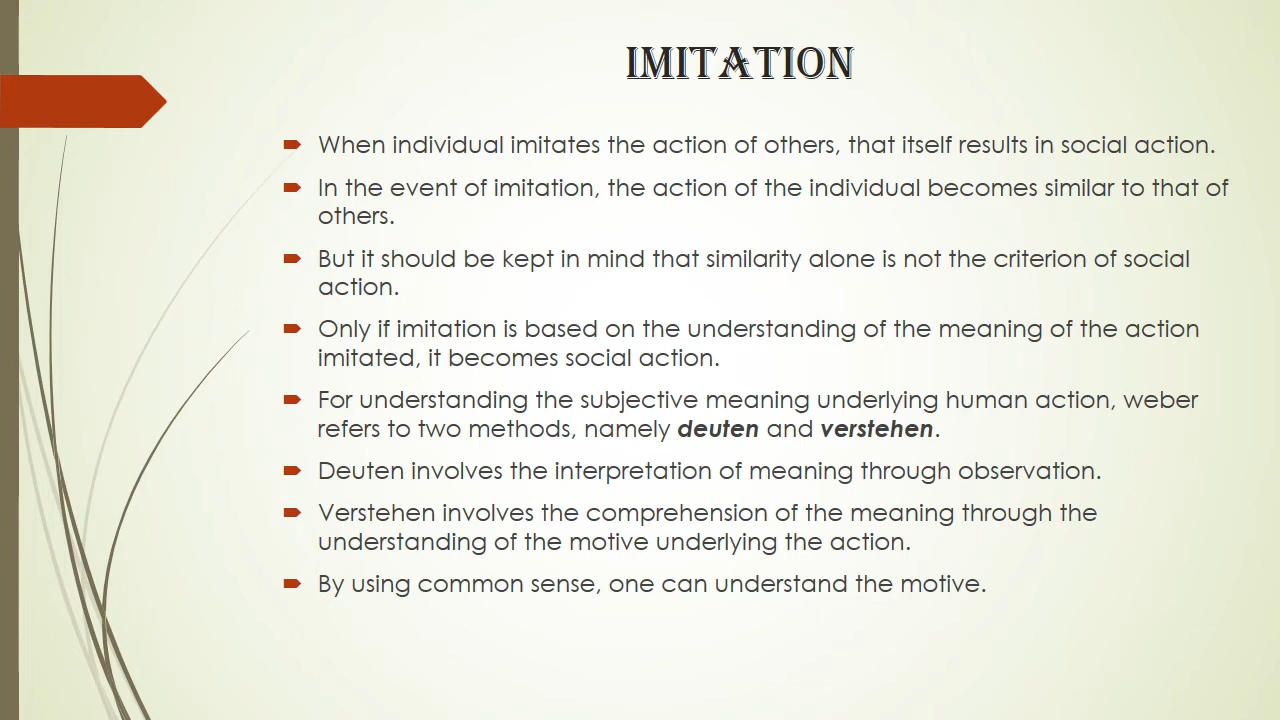 IMITATION
When individual imitates the action of others, that itself results in social action.
In the event of imitation, the action of the individual becomes similar to that of
others.
But it should be kept in mind that similarity alone is not the criterion of social
action.
Only if imitation is based on the understanding of the meaning of the action
imitated, it becomes social action.
For understanding the subjective meaning underlying human action, weber
refers to two methods, namely deuten and verstehen.
Deuten involves the interpretation of meaning through observation.
Verstehen involves the comprehension of the meaning through the
understanding of the motive underlying the action.
By using common sense, one can understand the motive.